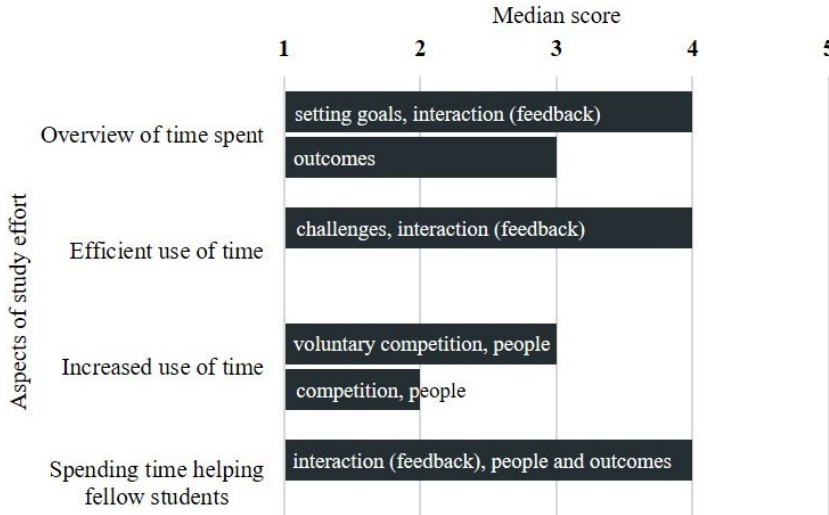 Median score
1 2 3 4 5
Aspects of study effort
Overview of time spent
setting goals, interaction (feedback)
outcomes
Efficient use of time
challenges, interaction (feedback)
Increased use of time
voluntary competition, people
competition, people
Spending time helping
fellow students
interaction (feedback), people and outcomes